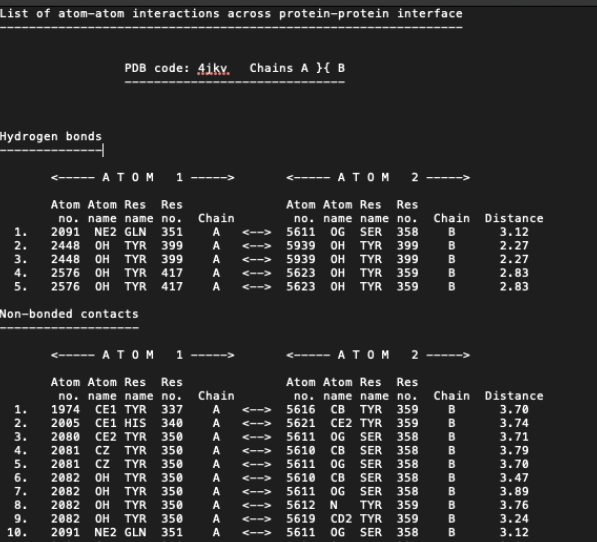 List of atom-atom interactions across protein-protein interface
---------------------------------------------------------------
PDB code: 4jkv   Chains A }{ B
------------------------------
Hydrogen bonds
--------------
<----- A T O M   1 ----->       <----- A T O M   2 ----->
Atom Atom Res  Res              Atom Atom Res  Res
no. name name no.  Chain        no. name name no.  Chain  Distance
1.   2091  NE2 GLN  351    A   <-->   5611  OG  SER  358    B     3.12
2.   2448  OH  TYR  399    A   <-->   5939  OH  TYR  399    B     2.27
3.   2448  OH  TYR  399    A   <-->   5939  OH  TYR  399    B     2.27
4.   2576  OH  TYR  417    A   <-->   5623  OH  TYR  359    B     2.83
5.   2576  OH  TYR  417    A   <-->   5623  OH  TYR  359    B     2.83
Non-bonded contacts
-------------------
<----- A T O M   1 ----->       <----- A T O M   2 ----->
Atom Atom Res  Res              Atom Atom Res  Res
no. name name no.  Chain        no. name name no.  Chain  Distance
1.   1974  CE1 TYR  337    A   <-->   5616  CB  TYR  359    B     3.70
2.   2005  CE1 HIS  340    A   <-->   5621  CE2 TYR  359    B     3.74
3.   2080  CE2 TYR  350    A   <-->   5611  OG  SER  358    B     3.71
4.   2081  CZ  TYR  350    A   <-->   5610  CB  SER  358    B     3.79
5.   2081  CZ  TYR  350    A   <-->   5611  OG  SER  358    B     3.70
6.   2082  OH  TYR  350    A   <-->   5610  CB  SER  358    B     3.47
7.   2082  OH  TYR  350    A   <-->   5611  OG  SER  358    B     3.89
8.   2082  OH  TYR  350    A   <-->   5612  N   TYR  359    B     3.76
9.   2082  OH  TYR  350    A   <-->   5619  CD2 TYR  359    B     3.24
10.   2091  NE2 GLN  351    A   <-->   5611  OG  SER  358    B     3.12